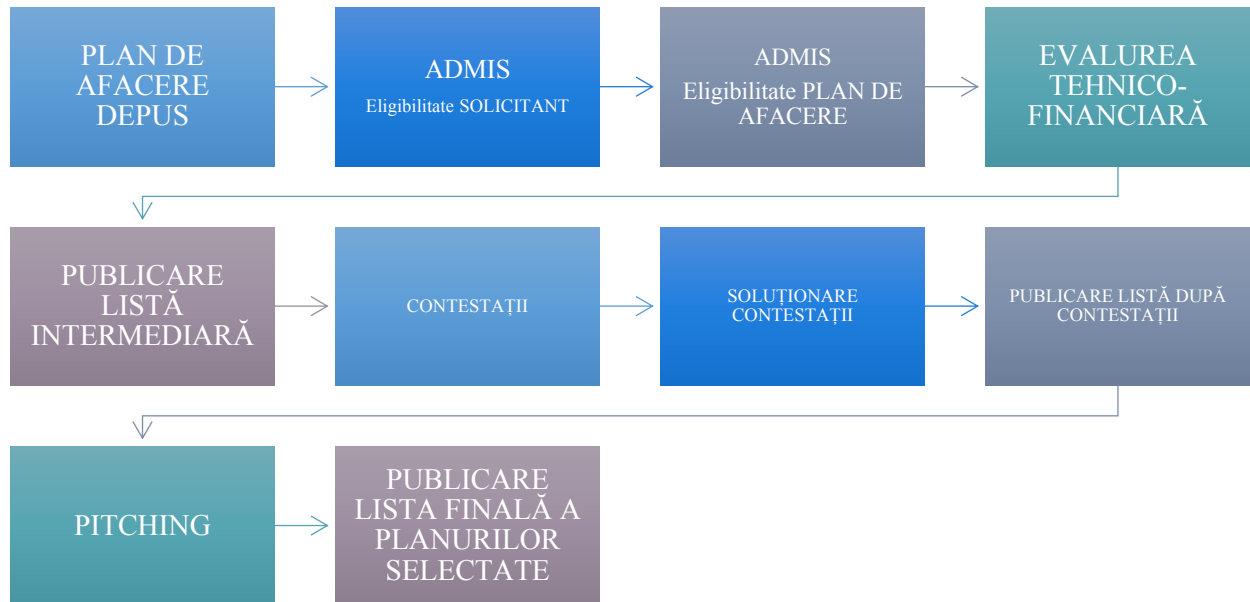 PLAN DE
AFACERE
DEPUS
ADMIS
Eligibilitate SOLICITANT
ADMIS
Eligibilitate PLAN DE
AFACERE
EVALUREA
TEHNICO-
FINANCIARĂ
PUBLICARE
LISTĂ
INTERMEDIARĂ
CONTESTAȚII
SOLUȚIONARE
CONTESTAȚII
PUBLICARE LISTĂ DUPĂ
CONTESTAȚII
PITCHING
PUBLICARE
LISTA FINALĂ A
PLANURILOR
SELECTATE